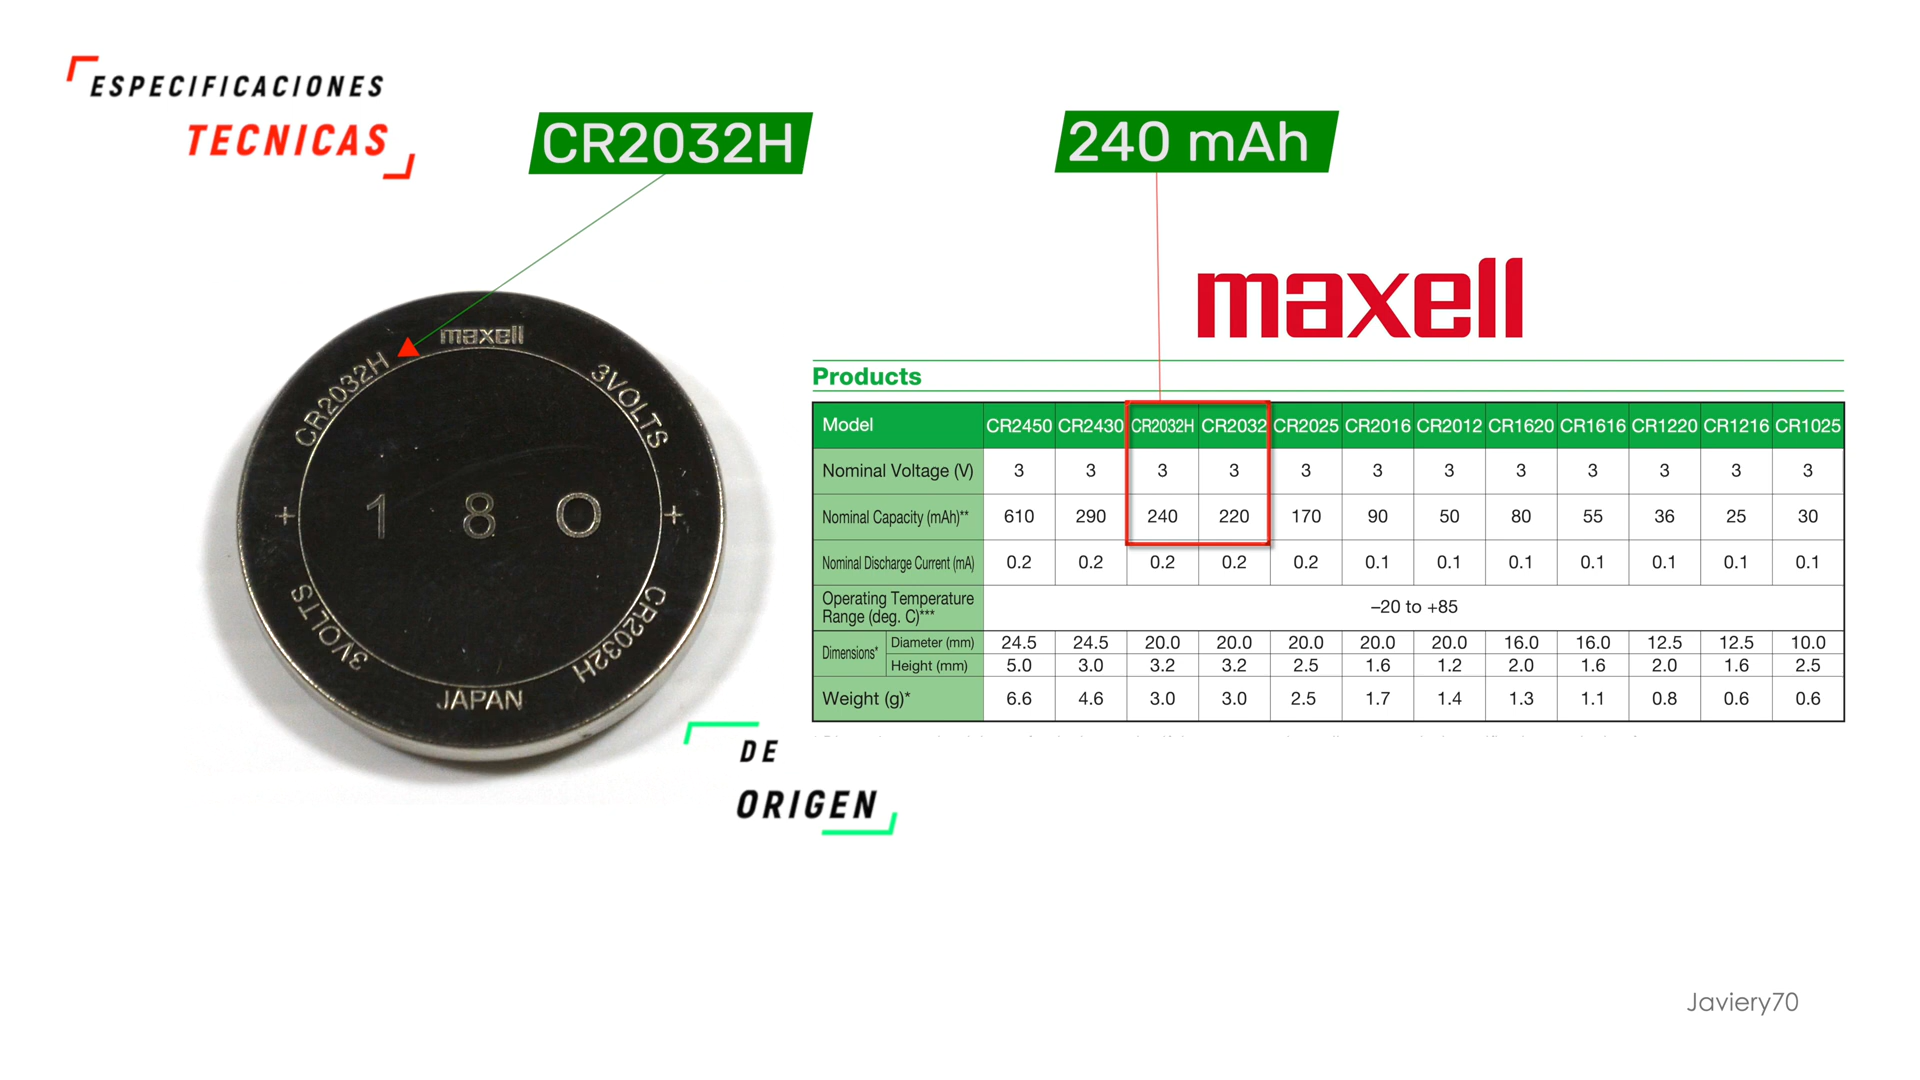 ESPECIFICACIONES
TECNICAS
CR2032H
240 mAh
maxell
CR2032H
3VOLTS
+ 1 8 O +
3VOLTS
CR2032H
JAPAN
DE
ORIGEN
maxell
Products
Model CR2450 CR2430 CR2032H CR2032 CR2025 CR2016 CR2012 CR1620 CR1616 CR1220 CR1216 CR1025
Nominal Voltage (V) 3 3 3 3 3 3 3 3 3 3 3 3
Nominal Capacity (mAh)** 610 290 240 220 170 90 50 80 55 36 25 30
Nominal Discharge Current (mA) 0.2 0.2 0.2 0.2 0.2 0.1 0.1 0.1 0.1 0.1 0.1 0.1
Operating Temperature
Range (deg. C)*** –20 to +85
Dimensions* Diameter (mm) 24.5 24.5 20.0 20.0 20.0 20.0 20.0 16.0 16.0 12.5 12.5 10.0
Height (mm) 5.0 3.0 3.2 3.2 2.5 1.6 1.2 2.0 1.6 2.0 1.6 2.5
Weight (g)* 6.6 4.6 3.0 3.0 2.5 1.7 1.4 1.3 1.1 0.8 0.6 0.6
Javiery70